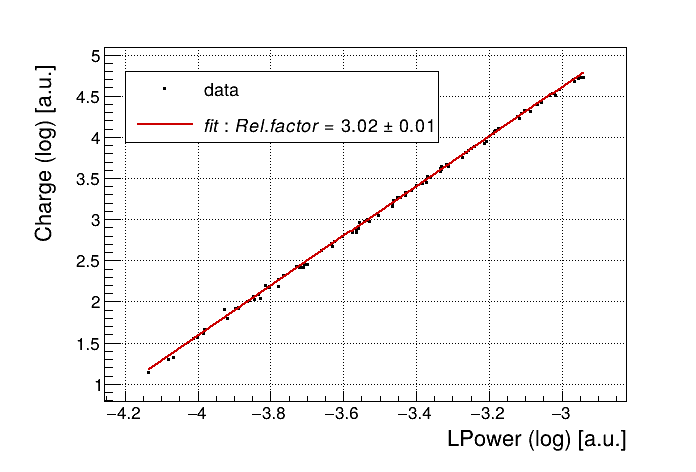 5
4.5
4
3.5
3
2.5
2
1.5
1
Charge (log) [a.u.]
data
fit : Rel.factor = 3.02 ± 0.01
−4.2 −4 −3.8 −3.6 −3.4 −3.2 −3
LPower (log) [a.u.]